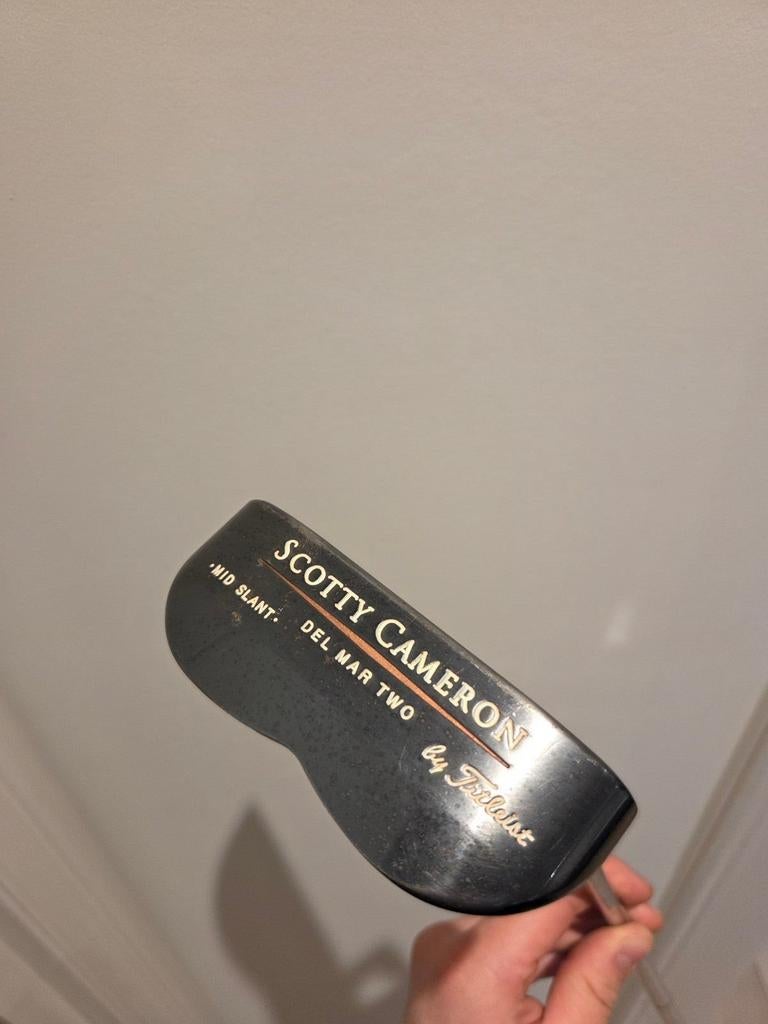 SCOTTY CAMERON
·MID SLANT· DEL MAR TWO
by Titleist